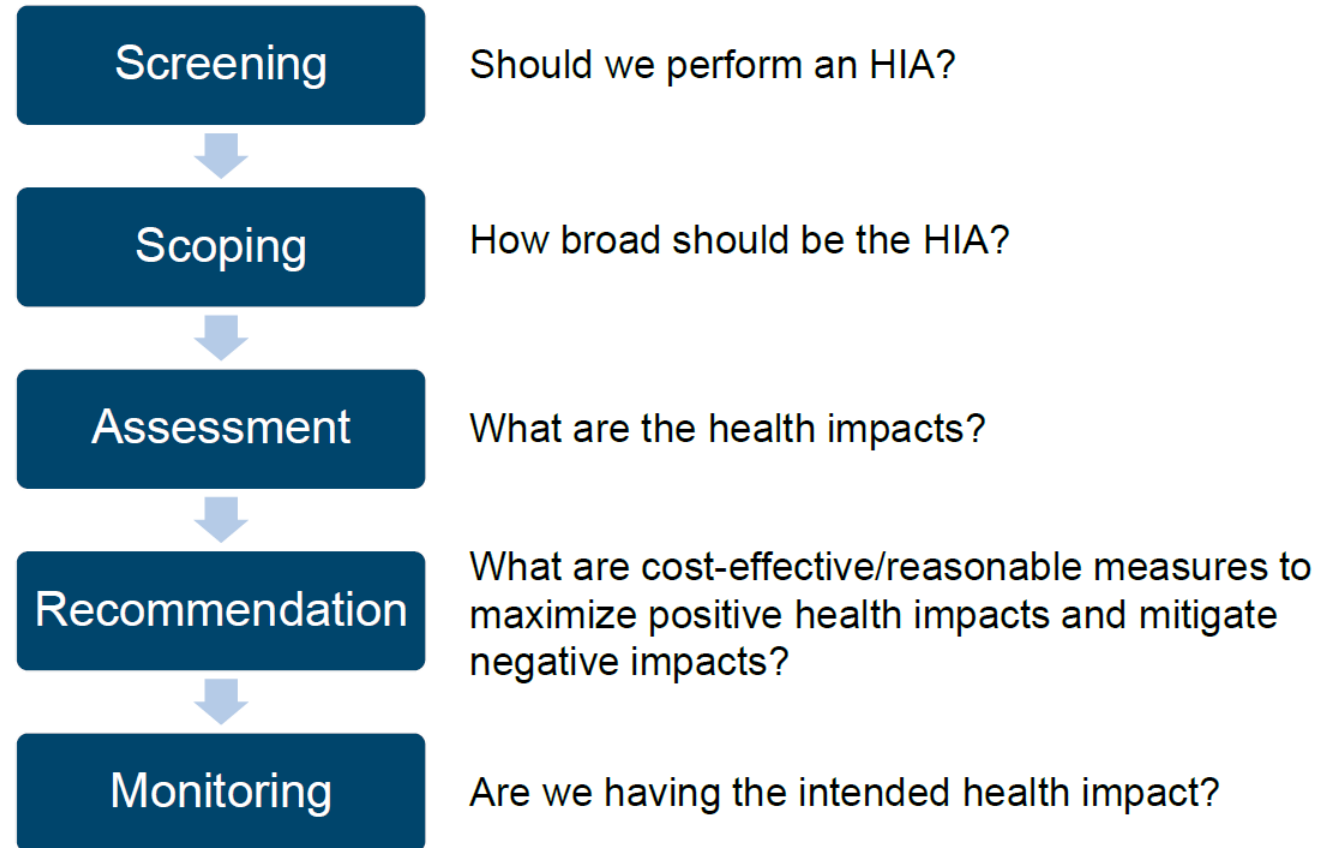 Screening
Should we perform an HIA?
Scoping
How broad should be the HIA?
Assessment
What are the health impacts?
Recommendation
What are cost-effective/reasonable measures to
maximize positive health impacts and mitigate
negative impacts?
Monitoring
Are we having the intended health impact?